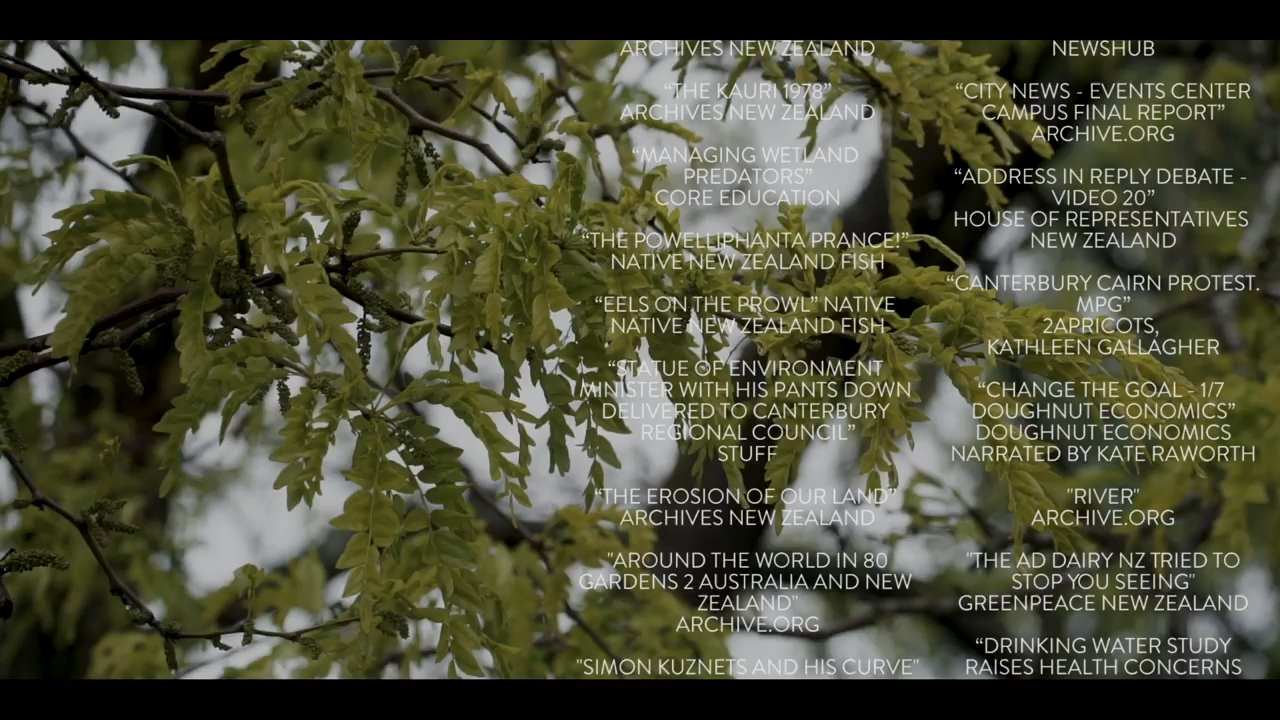 ARCHIVES NEW ZEALAND
“THE KAURI 1978”
ARCHIVES NEW ZEALAND
“MANAGING WETLAND
PREDATORS”
CORE EDUCATION
“THE POWELLIPHANTA PRANCE!”
NATIVE NEW ZEALAND FISH
“EELS ON THE PROWL” NATIVE
NATIVE NEW ZEALAND FISH
“STATUE OF ENVIRONMENT
MINISTER WITH HIS PANTS DOWN
DELIVERED TO CANTERBURY
REGIONAL COUNCIL”
STUFF
“THE EROSION OF OUR LAND”
ARCHIVES NEW ZEALAND
"AROUND THE WORLD IN 80
GARDENS 2 AUSTRALIA AND NEW
ZEALAND"
ARCHIVE.ORG
"SIMON KUZNETS AND HIS CURVE"
NEWSHUB
“CITY NEWS - EVENTS CENTER
CAMPUS FINAL REPORT”
ARCHIVE.ORG
“ADDRESS IN REPLY DEBATE -
VIDEO 20”
HOUSE OF REPRESENTATIVES
NEW ZEALAND
“CANTERBURY CAIRN PROTEST.
MPG”
2APRICOTS,
KATHLEEN GALLAGHER
“CHANGE THE GOAL - 1/7
DOUGHNUT ECONOMICS”
DOUGHNUT ECONOMICS
NARRATED BY KATE RAWORTH
"RIVER"
ARCHIVE.ORG
"THE AD DAIRY NZ TRIED TO
STOP YOU SEEING"
GREENPEACE NEW ZEALAND
“DRINKING WATER STUDY
RAISES HEALTH CONCERNS